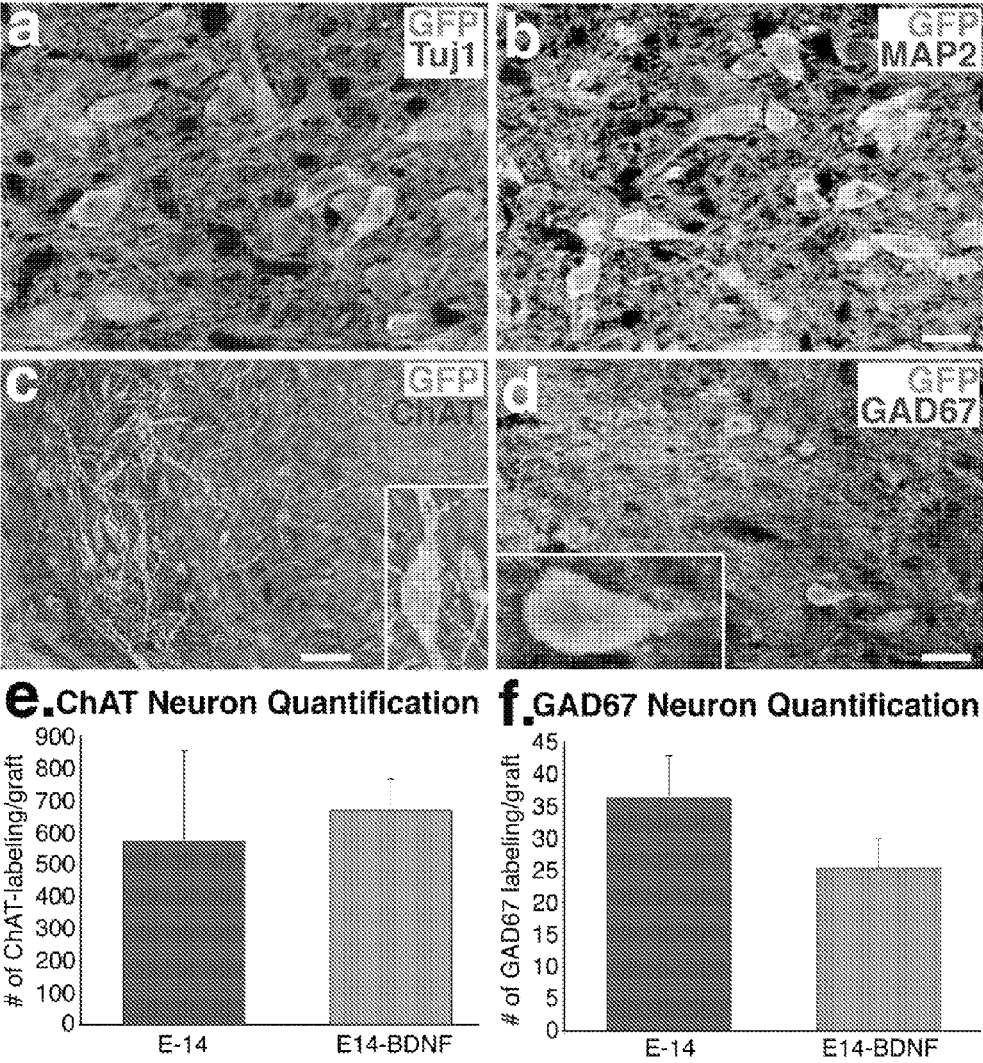 a
GFP
Tuj1
b
GFP
MAP2
c
GFP
ChAT
d
GFP
GAD67
e. ChAT Neuron Quantification
# of ChAT-labeling/graft
900
800
700
600
500
400
300
200
100
0
E-14
E14-BDNF
f. GAD67 Neuron Quantification
# of GAD67 labeling/graft
45
40
35
30
25
20
15
10
5
0
E-14
E14-BDNF